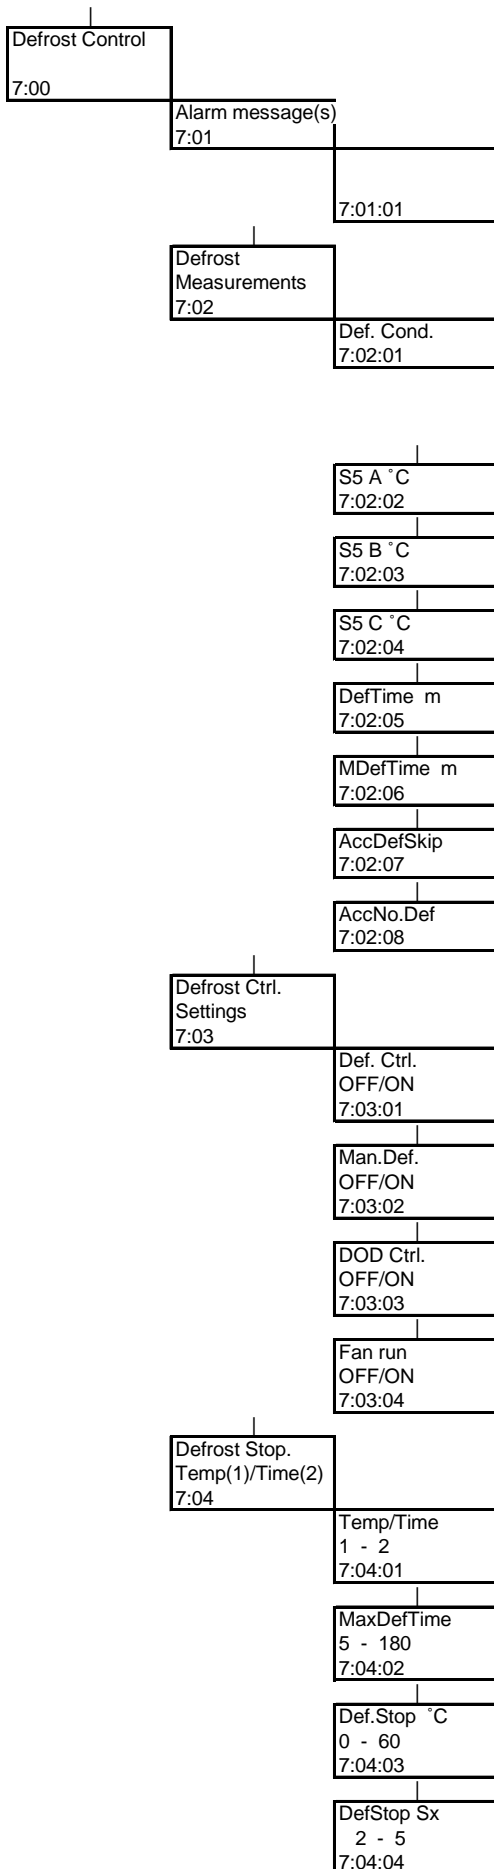 Defrost Control
7:00
Alarm message(s)
7:01
7:01:01
Defrost
Measurements
7:02
Def. Cond.
7:02:01
S5 A °C
7:02:02
S5 B °C
7:02:03
S5 C °C
7:02:04
DefTime m
7:02:05
MDefTime m
7:02:06
AccDefSkip
7:02:07
AccNo.Def
7:02:08
Defrost Ctrl.
Settings
7:03
Def. Ctrl.
OFF/ON
7:03:01
Man.Def.
OFF/ON
7:03:02
DOD Ctrl.
OFF/ON
7:03:03
Fan run
OFF/ON
7:03:04
Defrost Stop.
Temp(1)/Time(2)
7:04
Temp/Time
1 - 2
7:04:01
MaxDefTime
5 - 180
7:04:02
Def.Stop °C
0 - 60
7:04:03
DefStop Sx
2 - 5
7:04:04